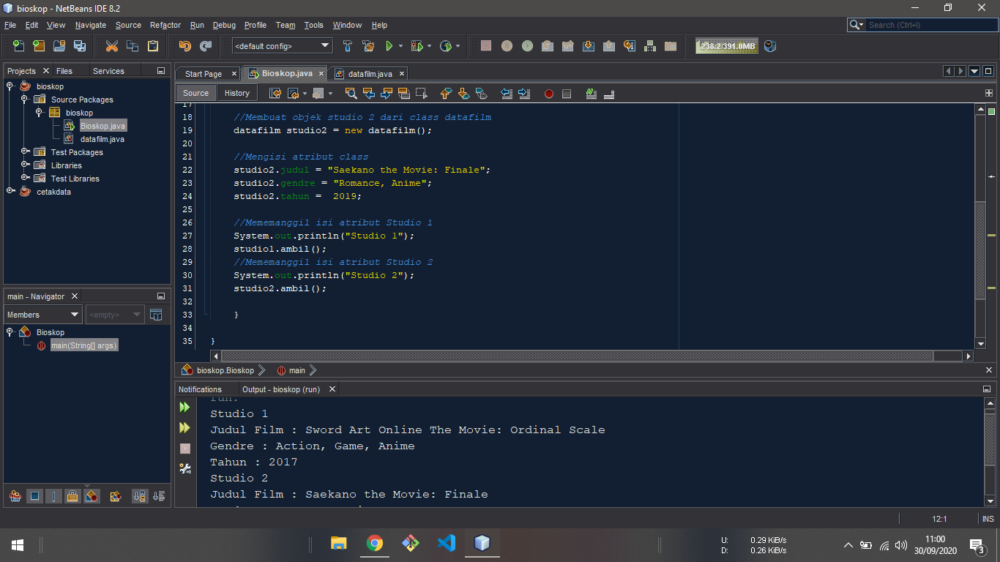 bioskop - NetBeans IDE 8.2
File Edit View Navigate Source Refactor Run Debug Profile Team Tools Window Help
Search (Ctrl+I)
<default config>
238.2/391.0MB
Projects Files Services
bioskop
Source Packages
bioskop
Bioskop.java
datafilm.java
Test Packages
Libraries
Test Libraries
cetakdata
main - Navigator
Members <empty>
Bioskop
main(String[] args)
Start Page Bioskop.java datafilm.java
Source History
17
18 //Membuat objek studio 2 dari class datafilm
19 datafilm studio2 = new datafilm();
20
21 //Mengisi atribut class
22 studio2.judul = "Saekano the Movie: Finale";
23 studio2.gendre = "Romance, Anime";
24 studio2.tahun =  2019;
25
26 //Mememanggil isi atribut Studio 1
27 System.out.println("Studio 1");
28 studio1.ambil();
29 //Mememanggil isi atribut Studio 2
30 System.out.println("Studio 2");
31 studio2.ambil();
32
33 }
34
35 }
bioskop.Bioskop main
Notifications Output - bioskop (run)
run:
Studio 1
Judul Film : Sword Art Online The Movie: Ordinal Scale
Gendre : Action, Game, Anime
Tahun : 2017
Studio 2
Judul Film : Saekano the Movie: Finale
12:1 INS
U: 0.29 KiB/s
D: 0.26 KiB/s
11:00
30/09/2020
3